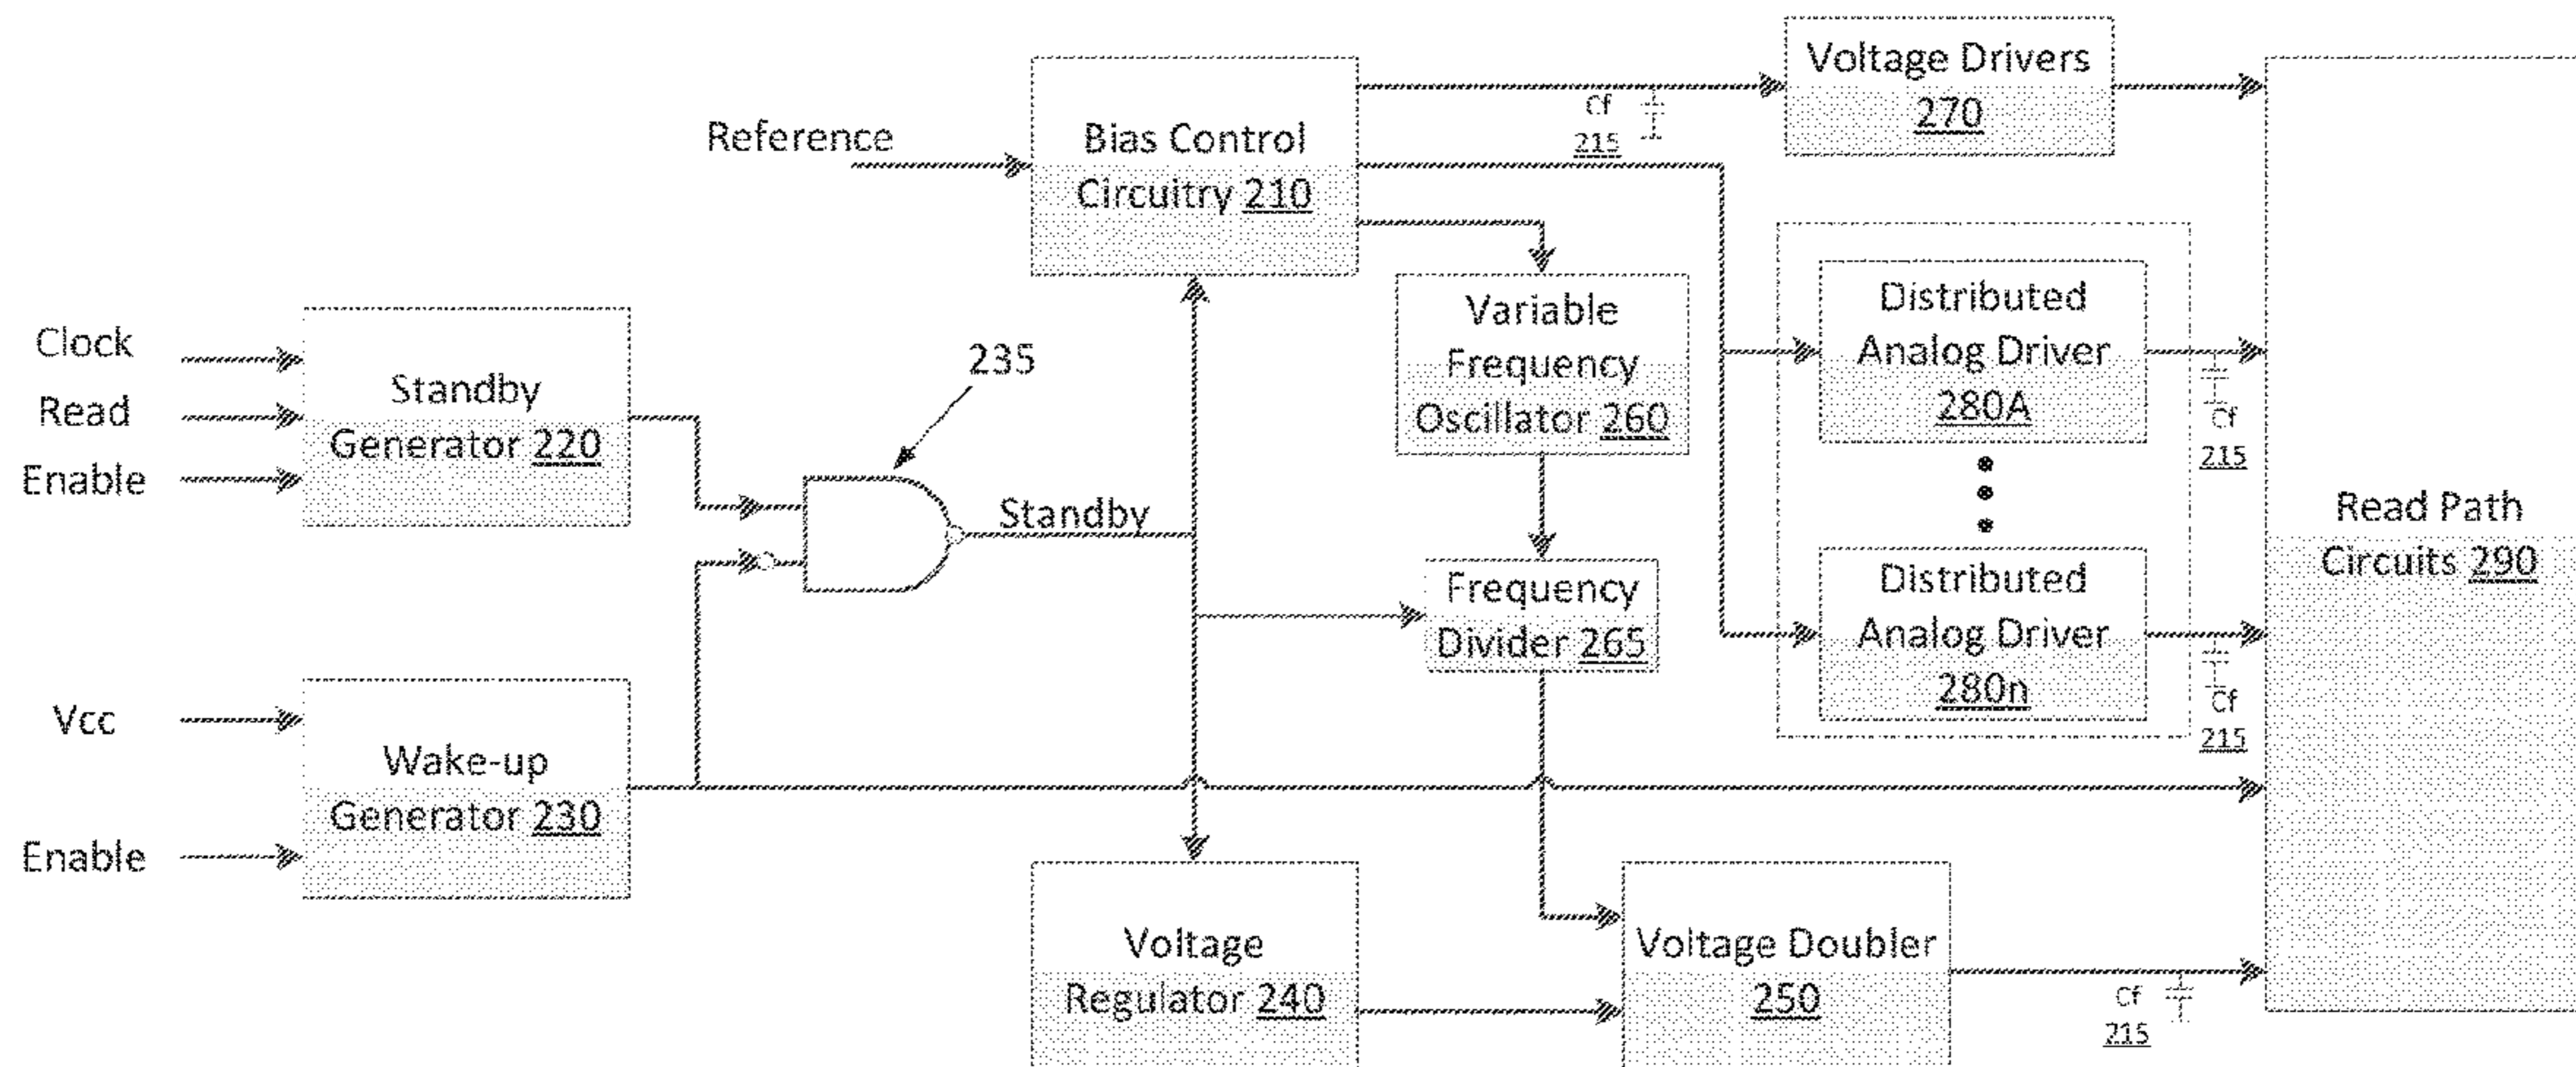 Voltage Drivers
270
Cf
215
Reference
Bias Control
Circuitry 210
Clock
Read
Enable
Standby
Generator 220
235
Standby
Variable
Frequency
Oscillator 260
Distributed
Analog Driver
280A
Cf
215
Read Path
Circuits 290
Frequency
Divider 265
Distributed
Analog Driver
280n
Cf
215
Vcc
Enable
Wake-up
Generator 230
Voltage
Regulator 240
Voltage Doubler
250
Cf
215